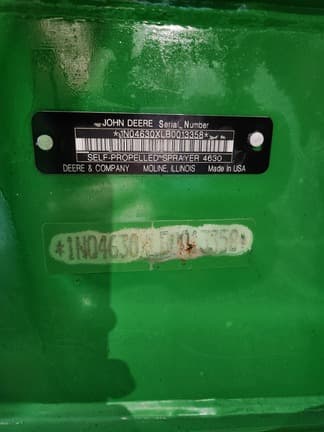 JOHN DEERE Serial Number
*1N04630XLB0013358*
SELF-PROPELLED SPRAYER 4630
DEERE & COMPANY MOLINE, ILLINOIS Made in USA